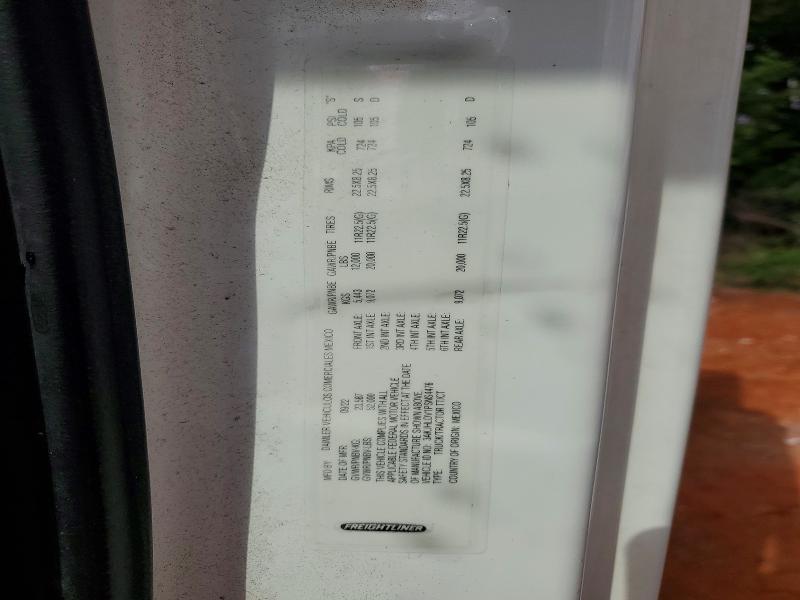 FREIGHTLINER
MFD BY DAIMLER VEHICULOS COMERCIALES MEXICO
DATE OF MFR: 09/22
GVWR/PNBV-KG: 23,587
GVWR/PNBV-LBS 52,000
THIS VEHICLE COMPLIES WITH ALL
APPLICABLE FEDERAL MOTOR VEHICLE
SAFETY STANDARDS IN EFFECT AT THE DATE
OF MANUFACTURE SHOWN ABOVE.
VEHICLE ID NO:
TYPE: TRUCK/TRACTOR TT/CT
COUNTRY OF ORIGIN: MEXICO
GAWR/PNBE GAWR/PNBE TIRES RIMS KPA PSI "S"
KGS LBS COLD COLD
FRONT AXLE: 5,443 12,000 11R22.5(G) 22.5X8.25 724 105 S
1ST INT AXLE: 9,072 20,000 11R22.5(G) 22.5X8.25 724 105 D
2ND INT AXLE:
3RD INT AXLE:
4TH INT AXLE:
5TH INT AXLE:
6TH INT AXLE:
REAR AXLE: 9,072 20,000 11R22.5(G) 22.5X8.25 724 105 D